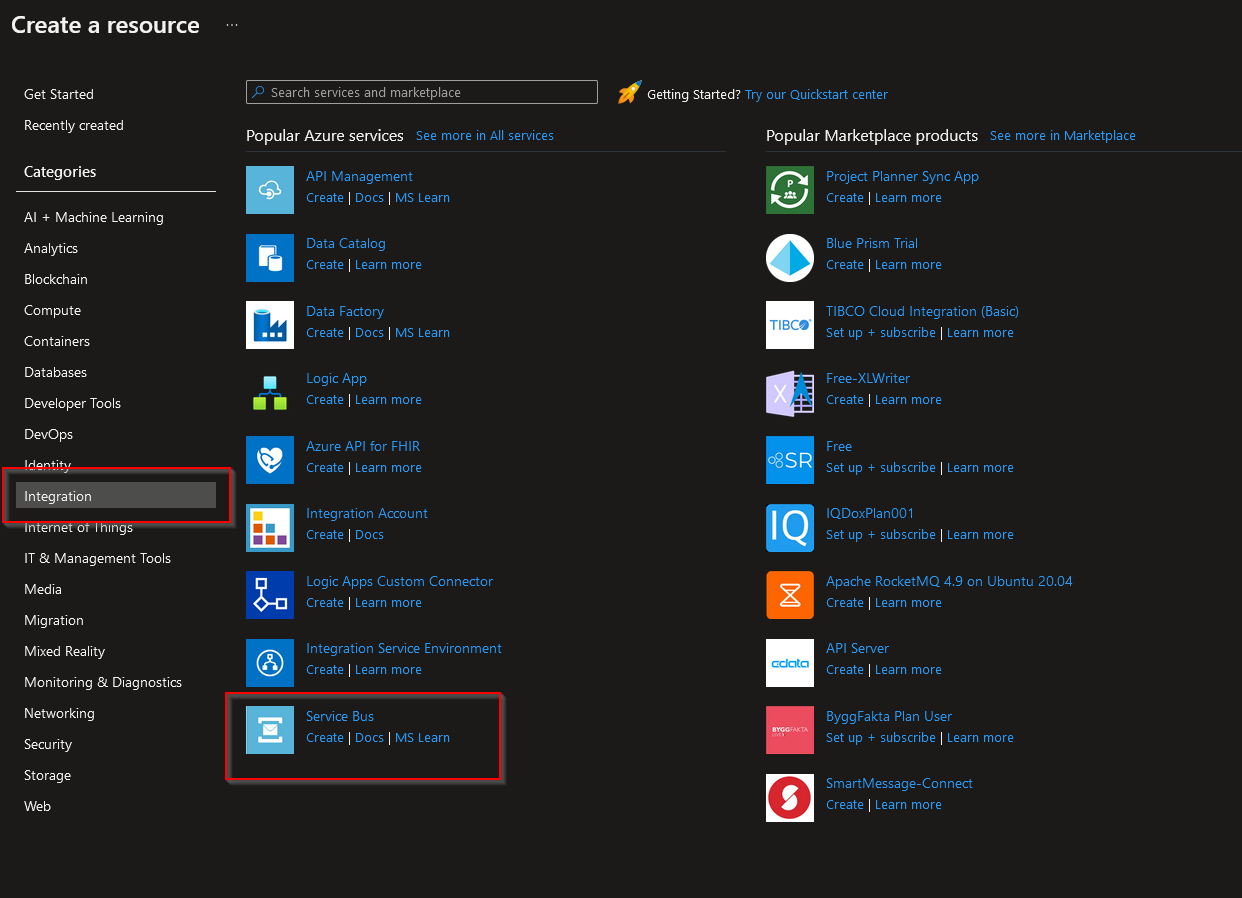 Create a resource ...
Get Started
Recently created
Categories
AI + Machine Learning
Analytics
Blockchain
Compute
Containers
Databases
Developer Tools
DevOps
Identity
Integration
Internet of Things
IT & Management Tools
Media
Migration
Mixed Reality
Monitoring & Diagnostics
Networking
Security
Storage
Web
Search services and marketplace
Getting Started? Try our Quickstart center
Popular Azure services See more in All services
API Management
Create | Docs | MS Learn
Data Catalog
Create | Learn more
Data Factory
Create | Docs | MS Learn
Logic App
Create | Learn more
Azure API for FHIR
Create | Learn more
Integration Account
Create | Docs
Logic Apps Custom Connector
Create | Learn more
Integration Service Environment
Create | Learn more
Service Bus
Create | Docs | MS Learn
Popular Marketplace products See more in Marketplace
P
Project Planner Sync App
Create | Learn more
Blue Prism Trial
Create | Learn more
TIBCO
TIBCO Cloud Integration (Basic)
Set up + subscribe | Learn more
X
Free-XLWriter
Create | Learn more
SR
Free
Set up + subscribe | Learn more
IQ
IQDoxPlan001
Set up + subscribe | Learn more
Apache RocketMQ 4.9 on Ubuntu 20.04
Create | Learn more
cdata
API Server
Create | Learn more
BYGGFAKTA
ByggFakta Plan User
Set up + subscribe | Learn more
SmartMessage-Connect
Create | Learn more